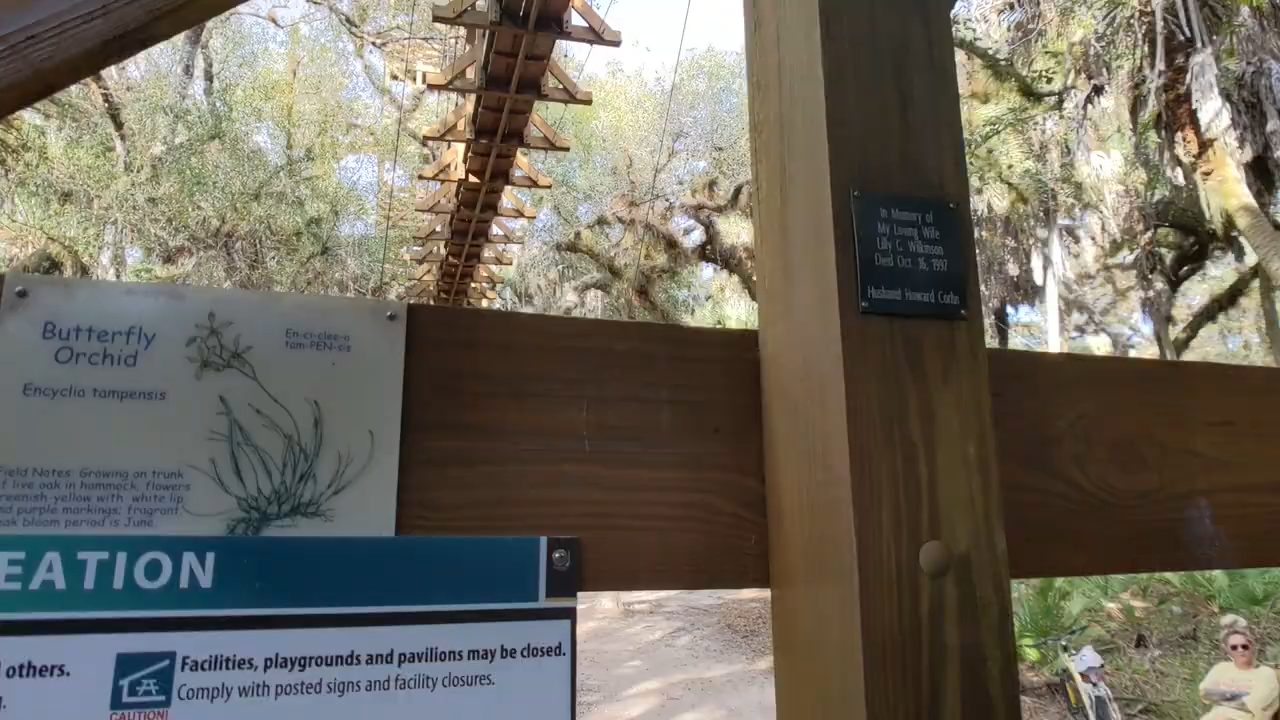 Butterfly
Orchid
En-ci-clee-a
tam-PEN-sis
Encyclia tampensis
Field Notes: Growing on trunk
f live oak in hammock, flowers
reenish-yellow with white lip
nd purple markings; fragrant
eak bloom period is June.
EATION
others.
Facilities, playgrounds and pavilions may be closed.
Comply with posted signs and facility closures.
CAUTION!
In Memory of
My Loving Wife
Lilly G. Wilkinson
Died Oct. 16, 1997
Husband Howard Corlin